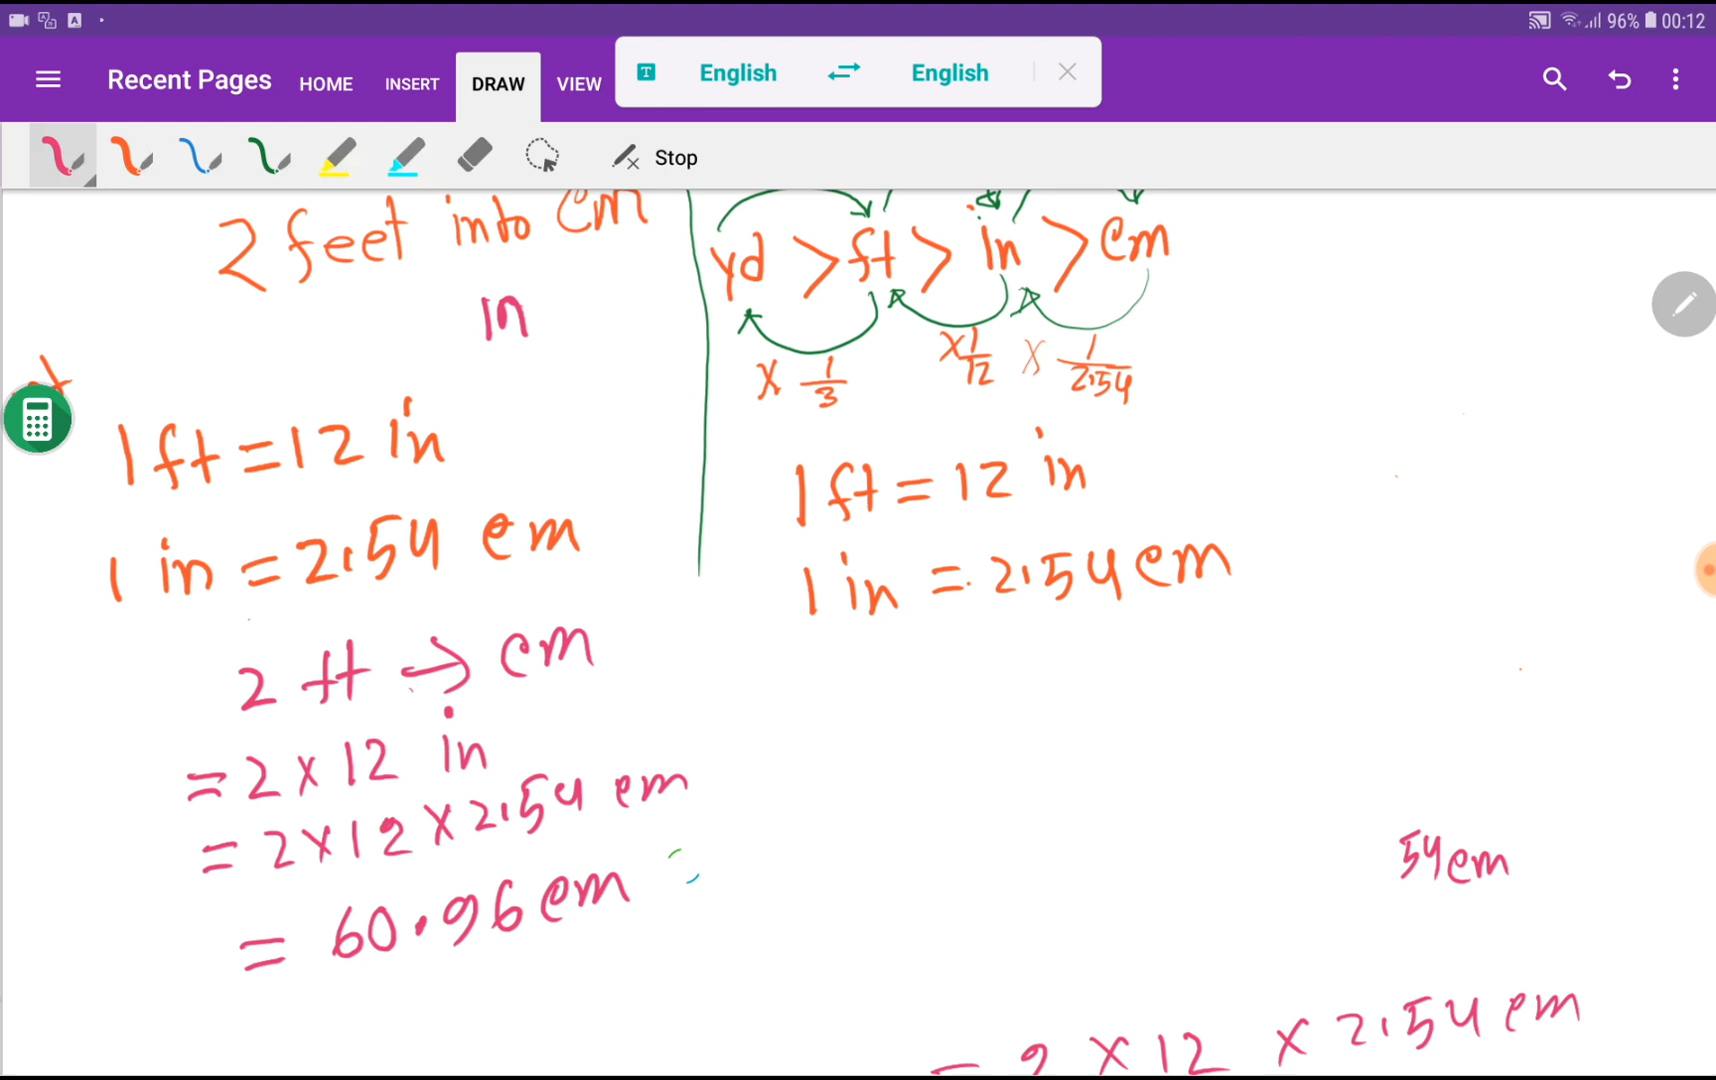 96% 00:12
Recent Pages HOME INSERT DRAW VIEW
English English
Stop
2 feet into cm
in
1 ft = 12 in
1 in = 2.54 cm
2 ft → cm
= 2 × 12 in
= 2 × 12 × 2.54 cm
= 60.96 cm
yd > ft > in > cm
× 1/3 × 1/12 × 1/2.54
1 ft = 12 in
1 in = 2.54 cm
54 cm
= 2 × 12 × 2.54 cm